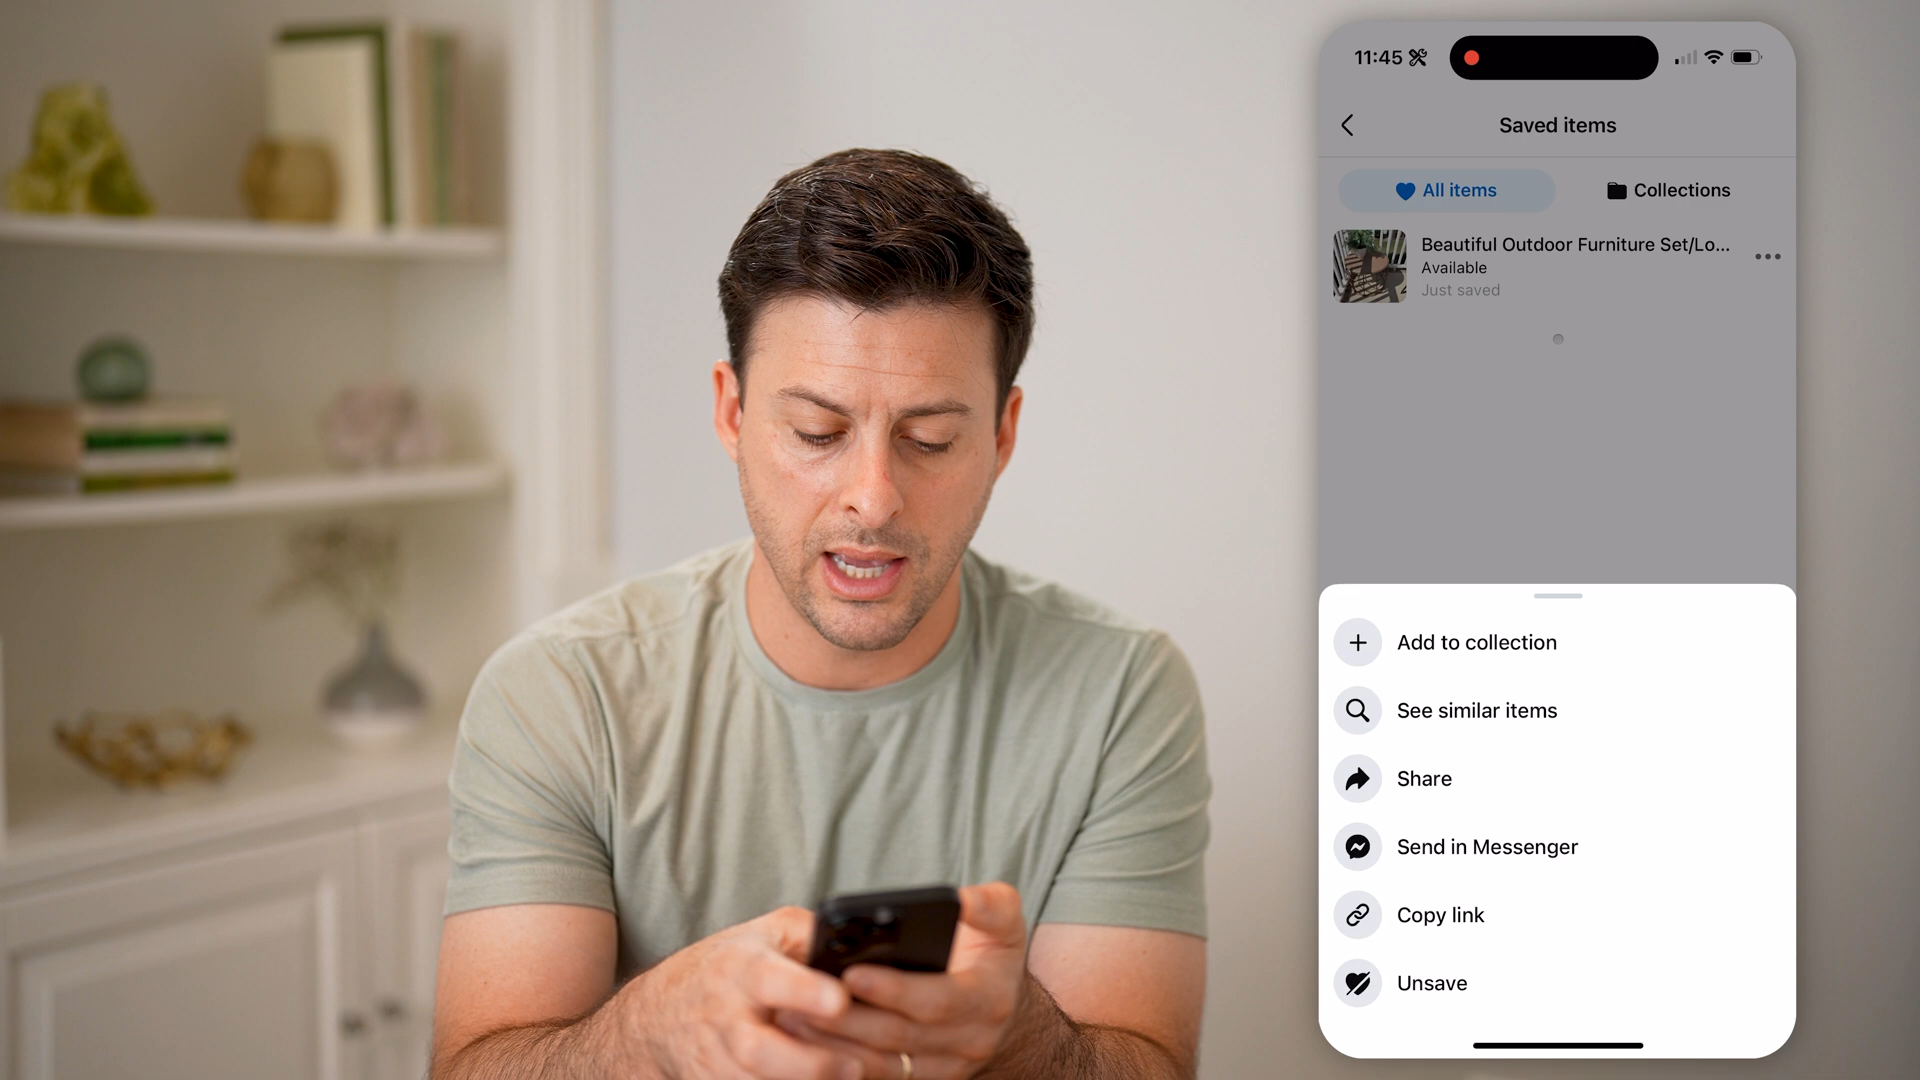 11:45
Saved items
All items
Collections
Beautiful Outdoor Furniture Set/Lo...
Available
Just saved
Add to collection
See similar items
Share
Send in Messenger
Copy link
Unsave